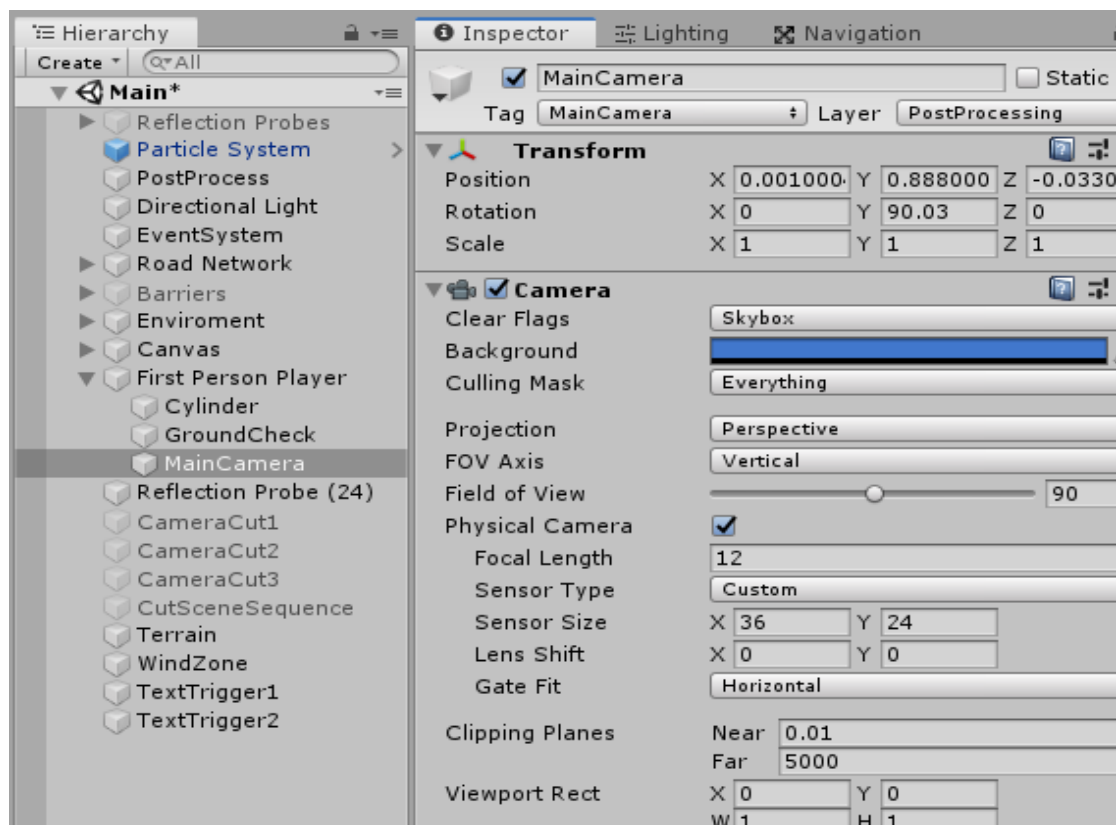 Hierarchy
Create All
Main*
Reflection Probes
Particle System
PostProcess
Directional Light
EventSystem
Road Network
Barriers
Enviroment
Canvas
First Person Player
Cylinder
GroundCheck
MainCamera
Reflection Probe (24)
CameraCut1
CameraCut2
CameraCut3
CutSceneSequence
Terrain
WindZone
TextTrigger1
TextTrigger2
Inspector Lighting Navigation
MainCamera Static
Tag MainCamera Layer PostProcessing
Transform
Position X 0.001000 Y 0.888000 Z -0.0330
Rotation X 0 Y 90.03 Z 0
Scale X 1 Y 1 Z 1
Camera
Clear Flags Skybox
Background
Culling Mask Everything
Projection Perspective
FOV Axis Vertical
Field of View 90
Physical Camera
Focal Length 12
Sensor Type Custom
Sensor Size X 36 Y 24
Lens Shift X 0 Y 0
Gate Fit Horizontal
Clipping Planes Near 0.01
Far 5000
Viewport Rect X 0 Y 0
W 1 H 1